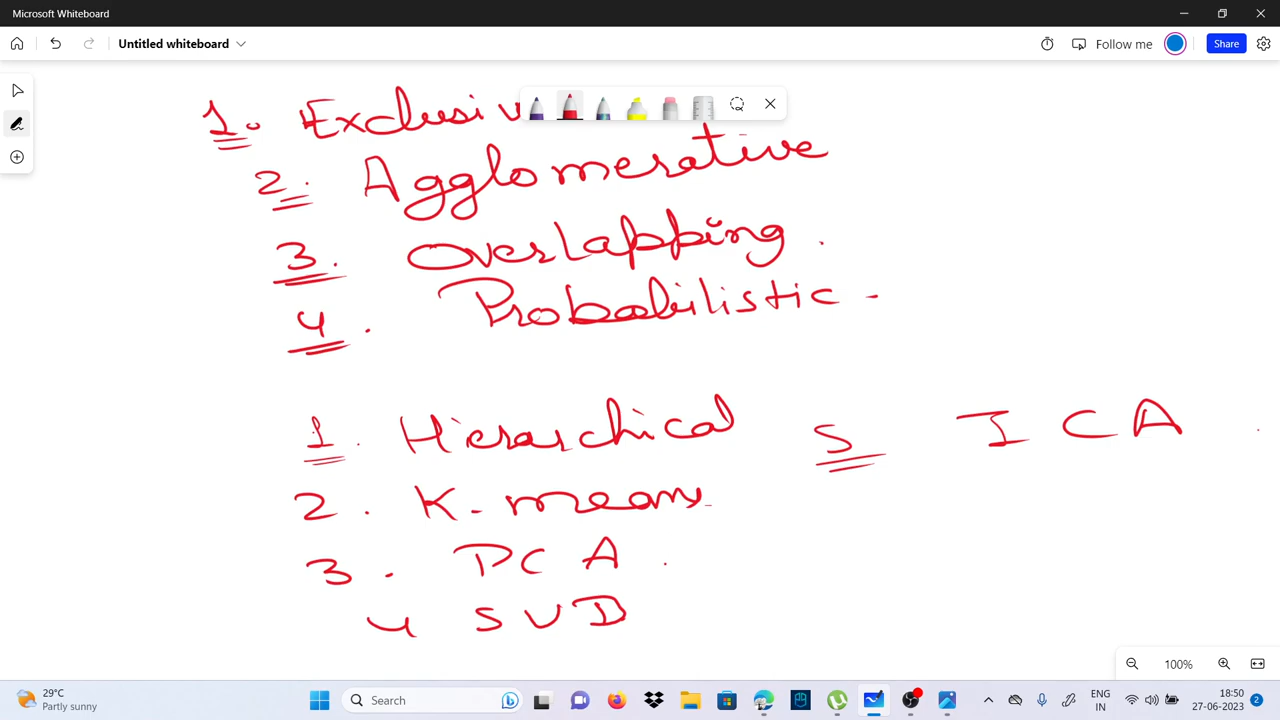 Microsoft Whiteboard
Untitled whiteboard
Follow me
Share
1. Exclusiv
2. Agglomerative
3. Overlapping.
4. Probabilistic.
1. Hierarchical
5 ICA
2. K-means
3. PCA.
4 SVD
100%
29°C
Partly sunny
Search
ENG
IN
18:50
27-06-2023
2